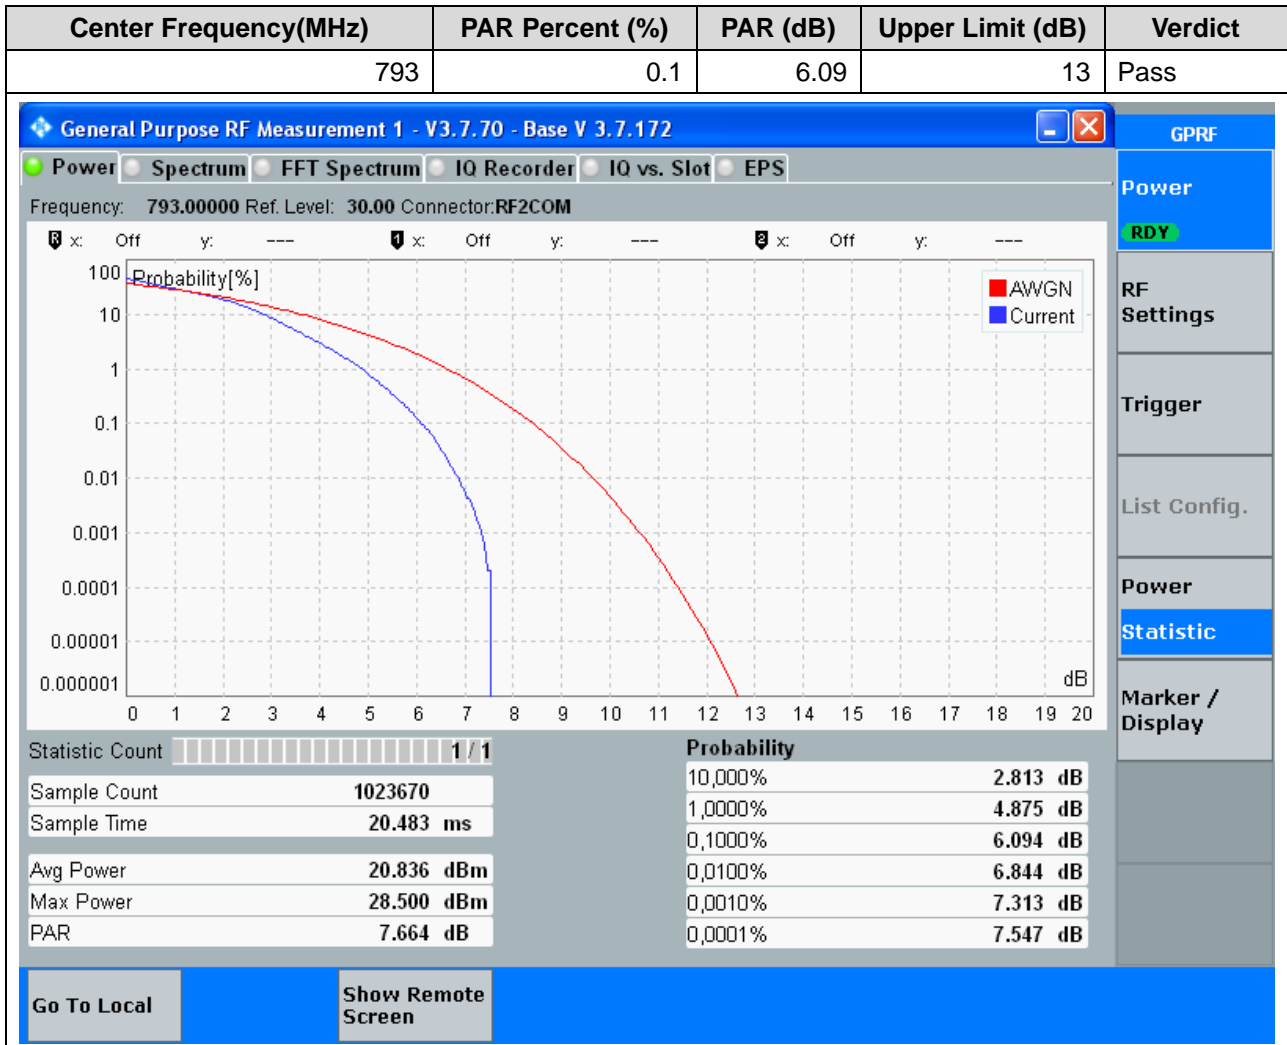 Center Frequency(MHz) PAR Percent (%) PAR (dB) Upper Limit (dB) Verdict
793 0.1 6.09 13 Pass
General Purpose RF Measurement 1 - V3.7.70 - Base V 3.7.172
GPRF
Power Spectrum FFT Spectrum IQ Recorder IQ vs. Slot EPS
Frequency: 793.00000 Ref. Level: 30.00 Connector:RF2COM
R x: Off y: --- 1 x: Off y: --- 2 x: Off y: ---
Probability[%]
AWGN
Current
100
10
1
0.1
0.01
0.001
0.0001
0.00001
0.000001
dB
0 1 2 3 4 5 6 7 8 9 10 11 12 13 14 15 16 17 18 19 20
Statistic Count 1 / 1
Sample Count 1023670
Sample Time 20.483 ms
Avg Power 20.836 dBm
Max Power 28.500 dBm
PAR 7.664 dB
Probability
10,000% 2.813 dB
1,0000% 4.875 dB
0,1000% 6.094 dB
0,0100% 6.844 dB
0,0010% 7.313 dB
0,0001% 7.547 dB
Power
RDY
RF
Settings
Trigger
List Config.
Power
Statistic
Marker /
Display
Go To Local
Show Remote
Screen